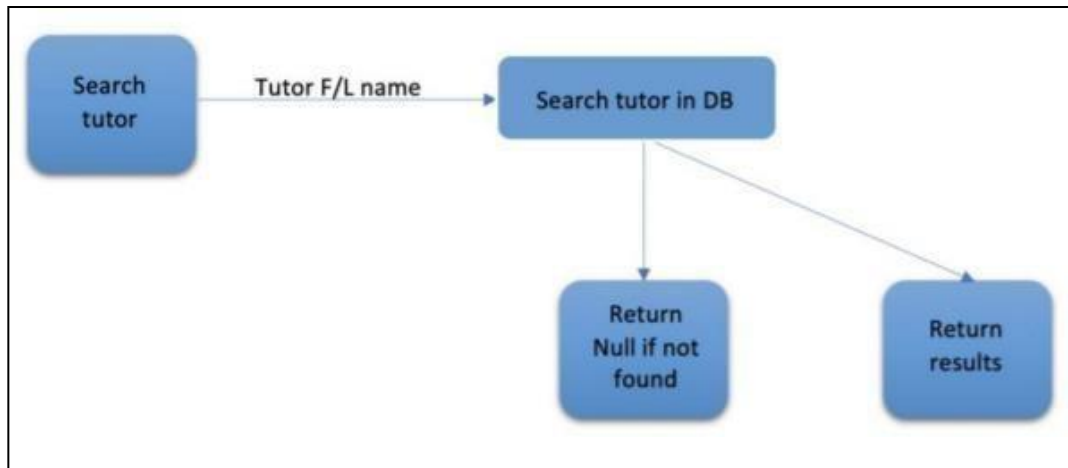 Search
tutor
Tutor F/L name
Search tutor in DB
Return
Null if not
found
Return
results